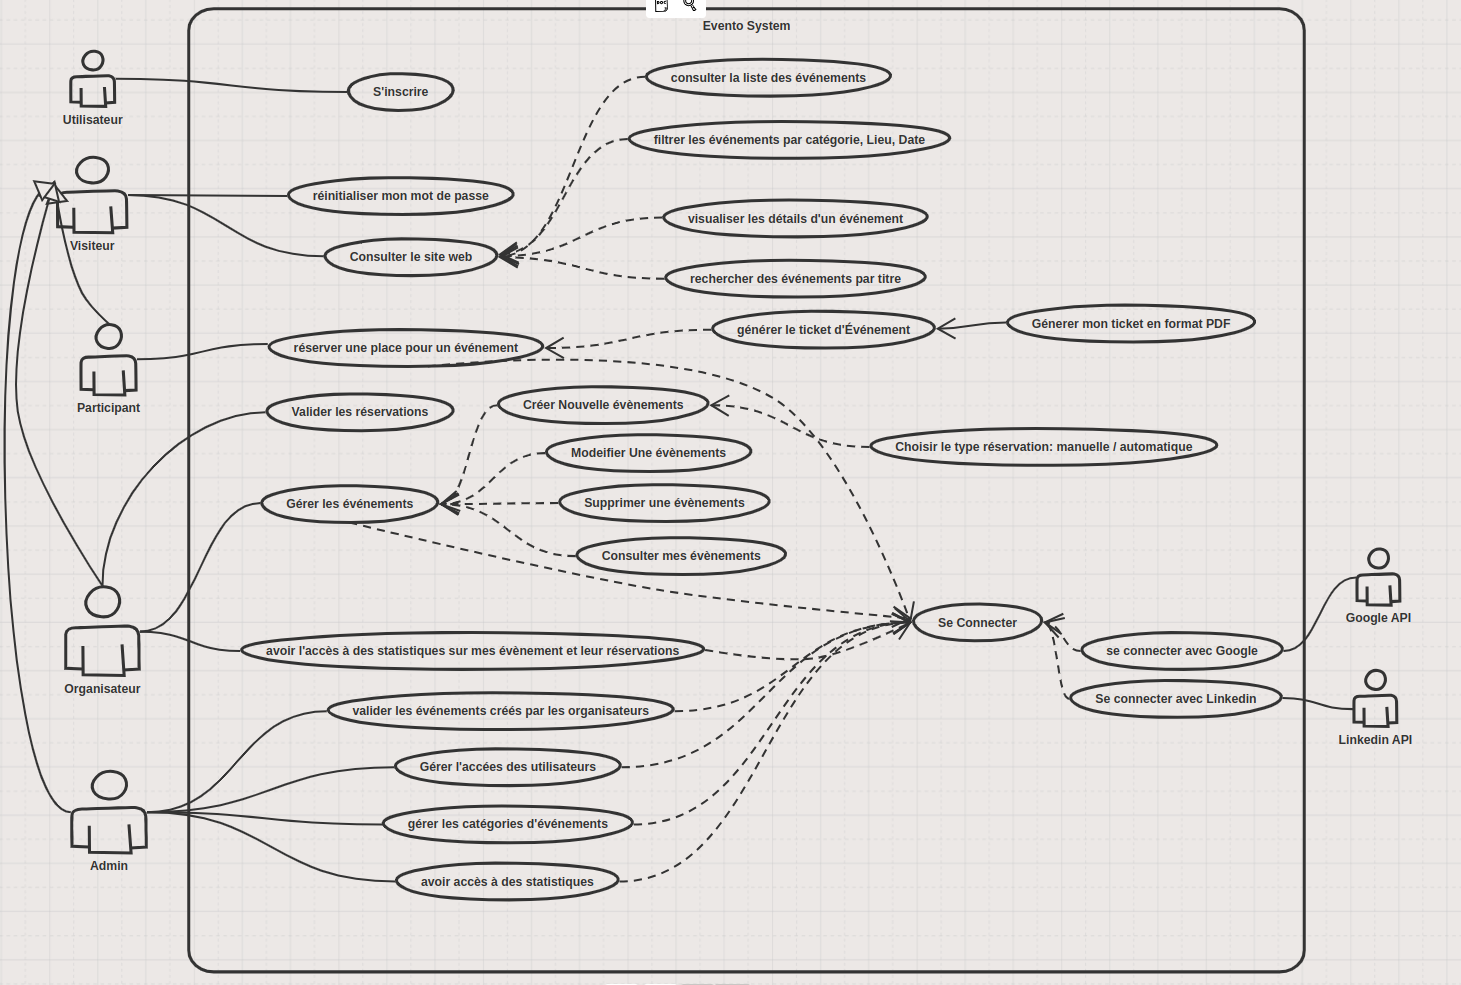 Evento System
Utilisateur
S'inscrire
consulter la liste des événements
filtrer les événements par catégorie, Lieu, Date
Visiteur
réinitialiser mon mot de passe
Consulter le site web
visualiser les détails d'un événement
rechercher des événements par titre
Participant
réserver une place pour un événement
générer le ticket d'Événement
Génerer mon ticket en format PDF
Valider les réservations
Créer Nouvelle évènements
Choisir le type réservation: manuelle / automatique
Modeifier Une évènements
Gérer les événements
Supprimer une évènements
Consulter mes évènements
Organisateur
avoir l'accès à des statistiques sur mes évènement et leur réservations
Se Connecter
Google API
se connecter avec Google
Se connecter avec Linkedin
Linkedin API
valider les événements créés par les organisateurs
Gérer l'accées des utilisateurs
gérer les catégories d'événements
avoir accès à des statistiques
Admin